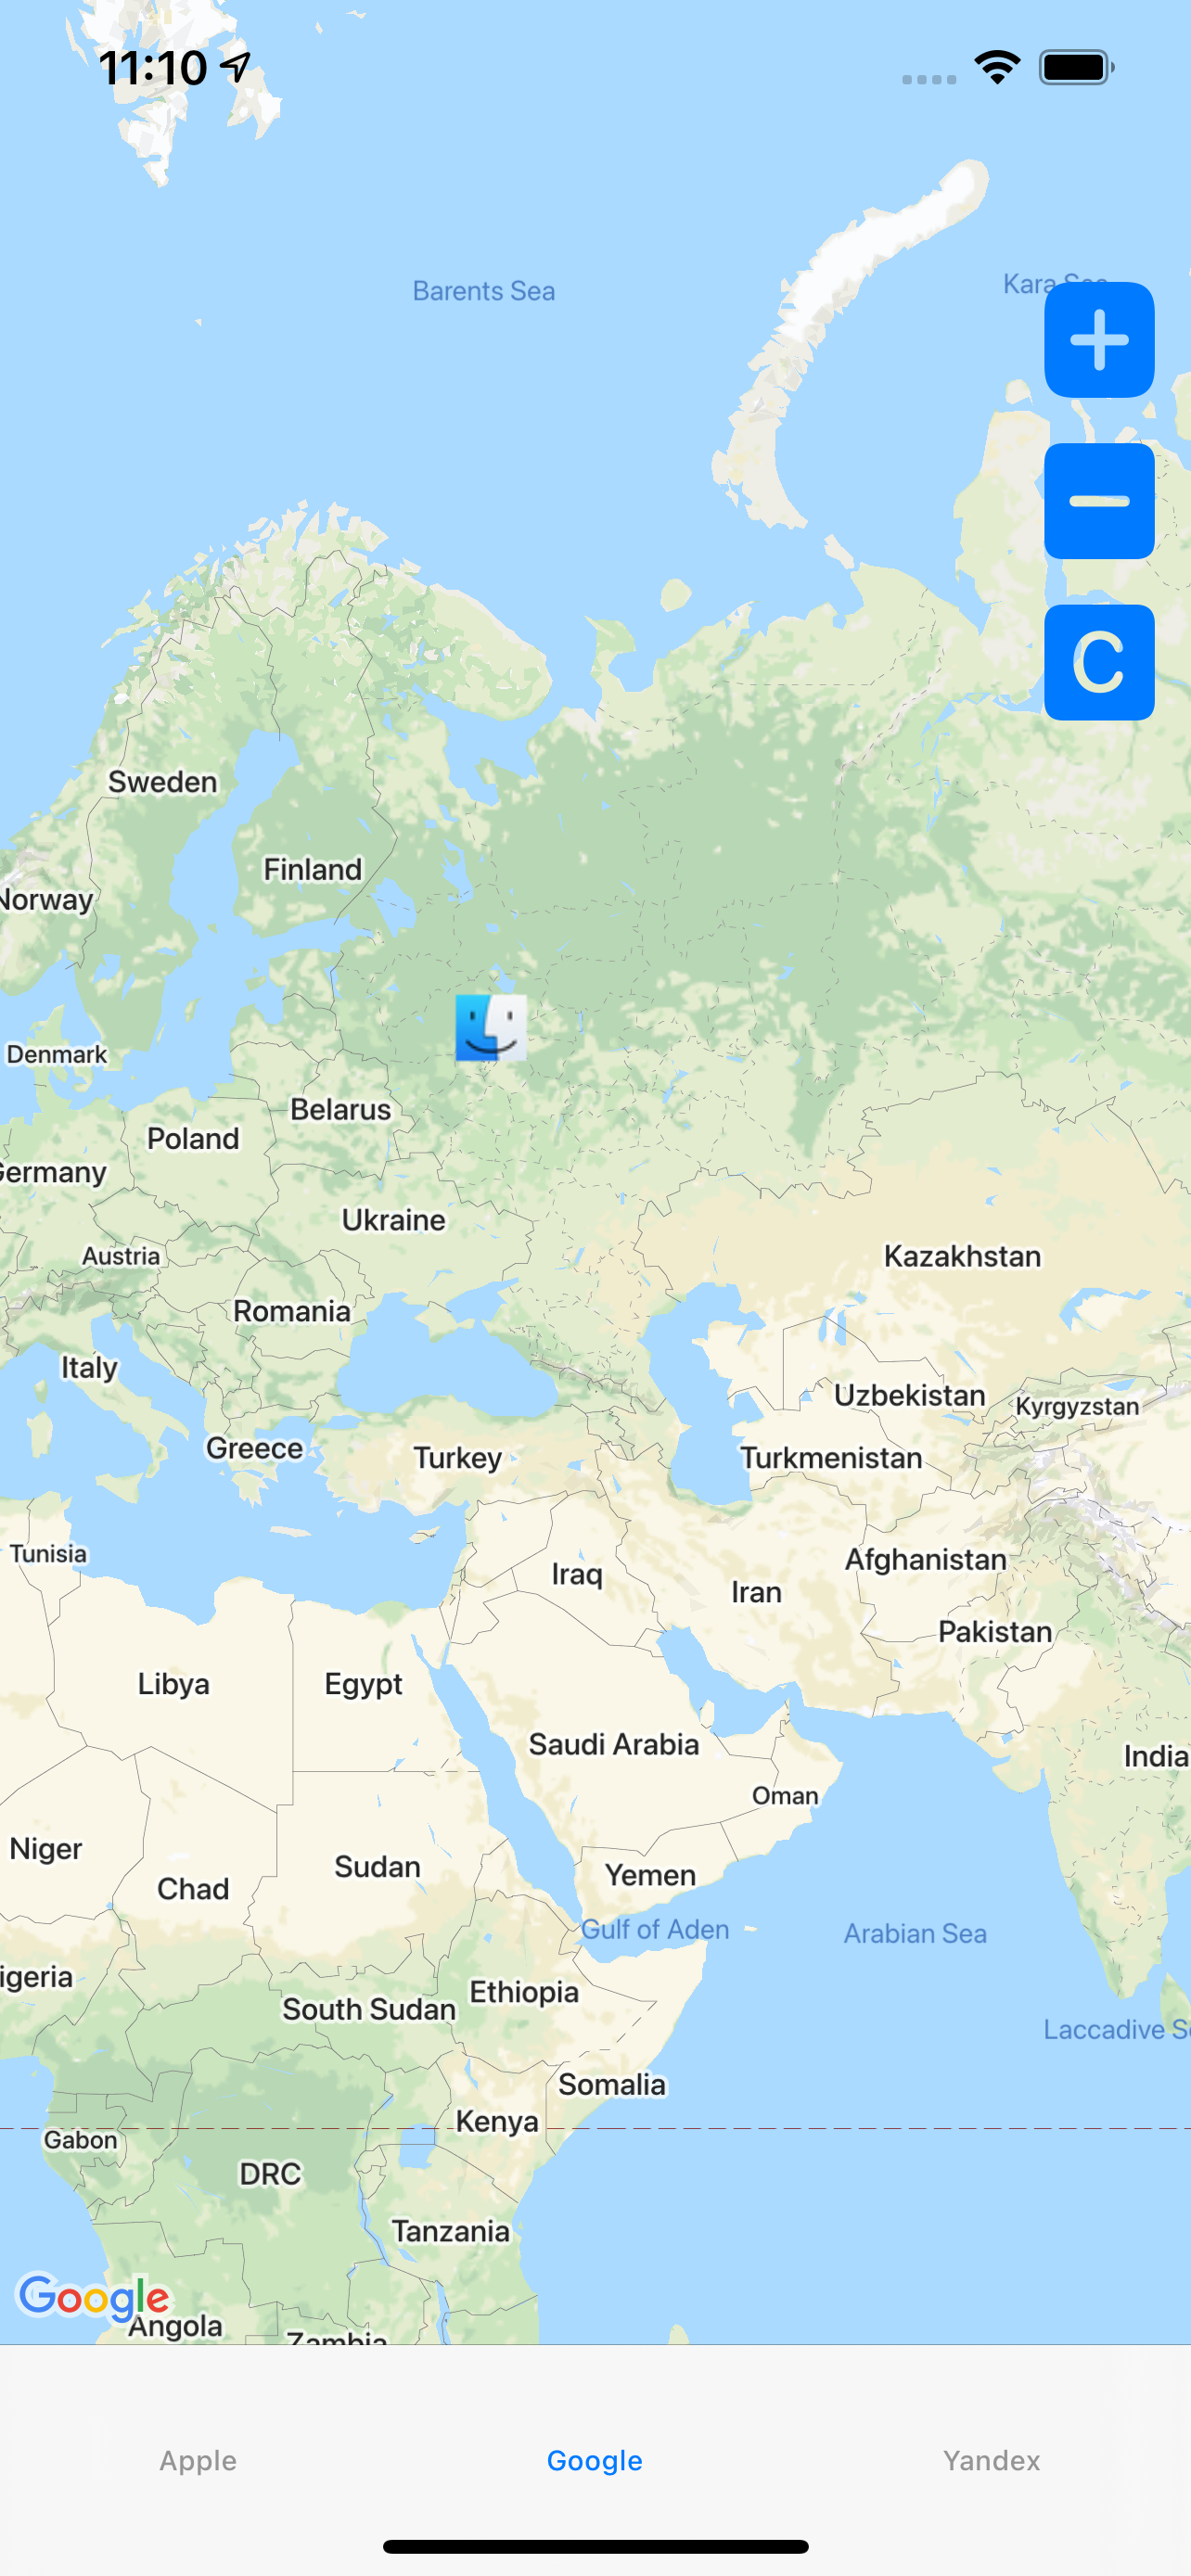 11:10
Barents Sea
Kara Sea
+
−
C
Sweden
Finland
Norway
Denmark
Belarus
Poland
Germany
Ukraine
Austria
Kazakhstan
Romania
Italy
Uzbekistan
Kyrgyzstan
Greece
Turkey
Turkmenistan
Tunisia
Afghanistan
Iraq
Iran
Pakistan
Libya
Egypt
Saudi Arabia
India
Oman
Niger
Sudan
Yemen
Chad
Gulf of Aden
Arabian Sea
igeria
Ethiopia
South Sudan
Laccadive S
Somalia
Kenya
Gabon
DRC
Tanzania
Google
Angola
Zambia
Apple
Google
Yandex